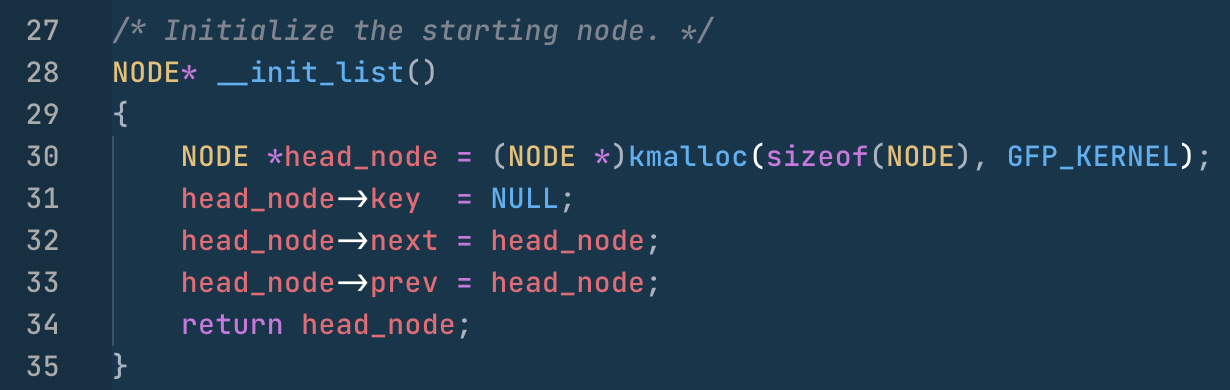 27 /* Initialize the starting node. */
28 NODE* __init_list()
29 {
30     NODE *head_node = (NODE *)kmalloc(sizeof(NODE), GFP_KERNEL);
31     head_node->key  = NULL;
32     head_node->next = head_node;
33     head_node->prev = head_node;
34     return head_node;
35 }